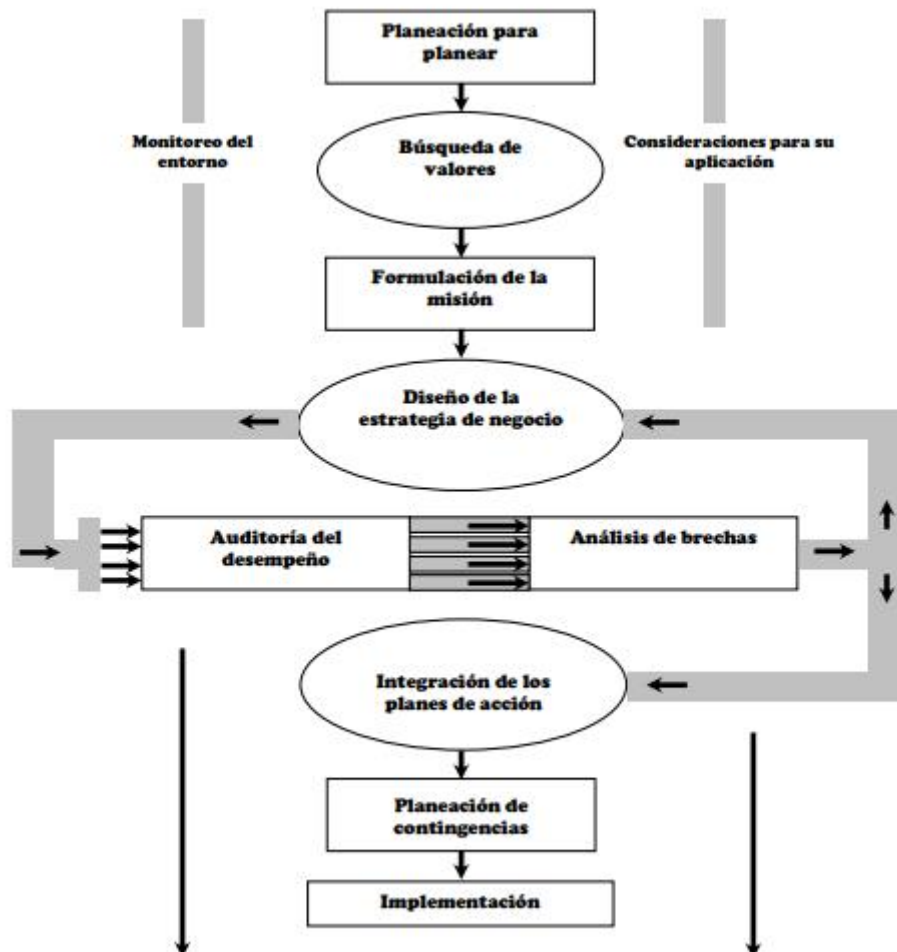 Planeación para
planear
Monitoreo del
entorno
Búsqueda de
valores
Consideraciones para su
aplicación
Formulación de la
misión
Diseño de la
estrategia de negocio
Auditoría del
desempeño
Análisis de brechas
Integración de los
planes de acción
Planeación de
contingencias
Implementación